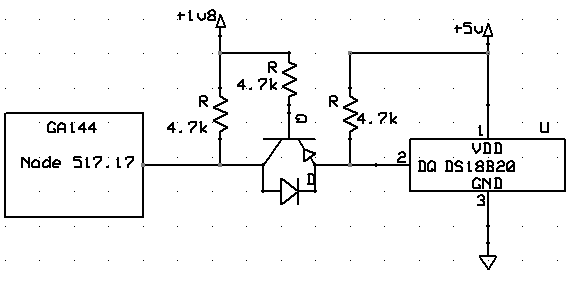 +1v8
+5v
R
4.7k
R
4.7k
Q
R
4.7k
GA144
Node 517.17
D
1
U
VDD
2
DQ DS18B20
GND
3